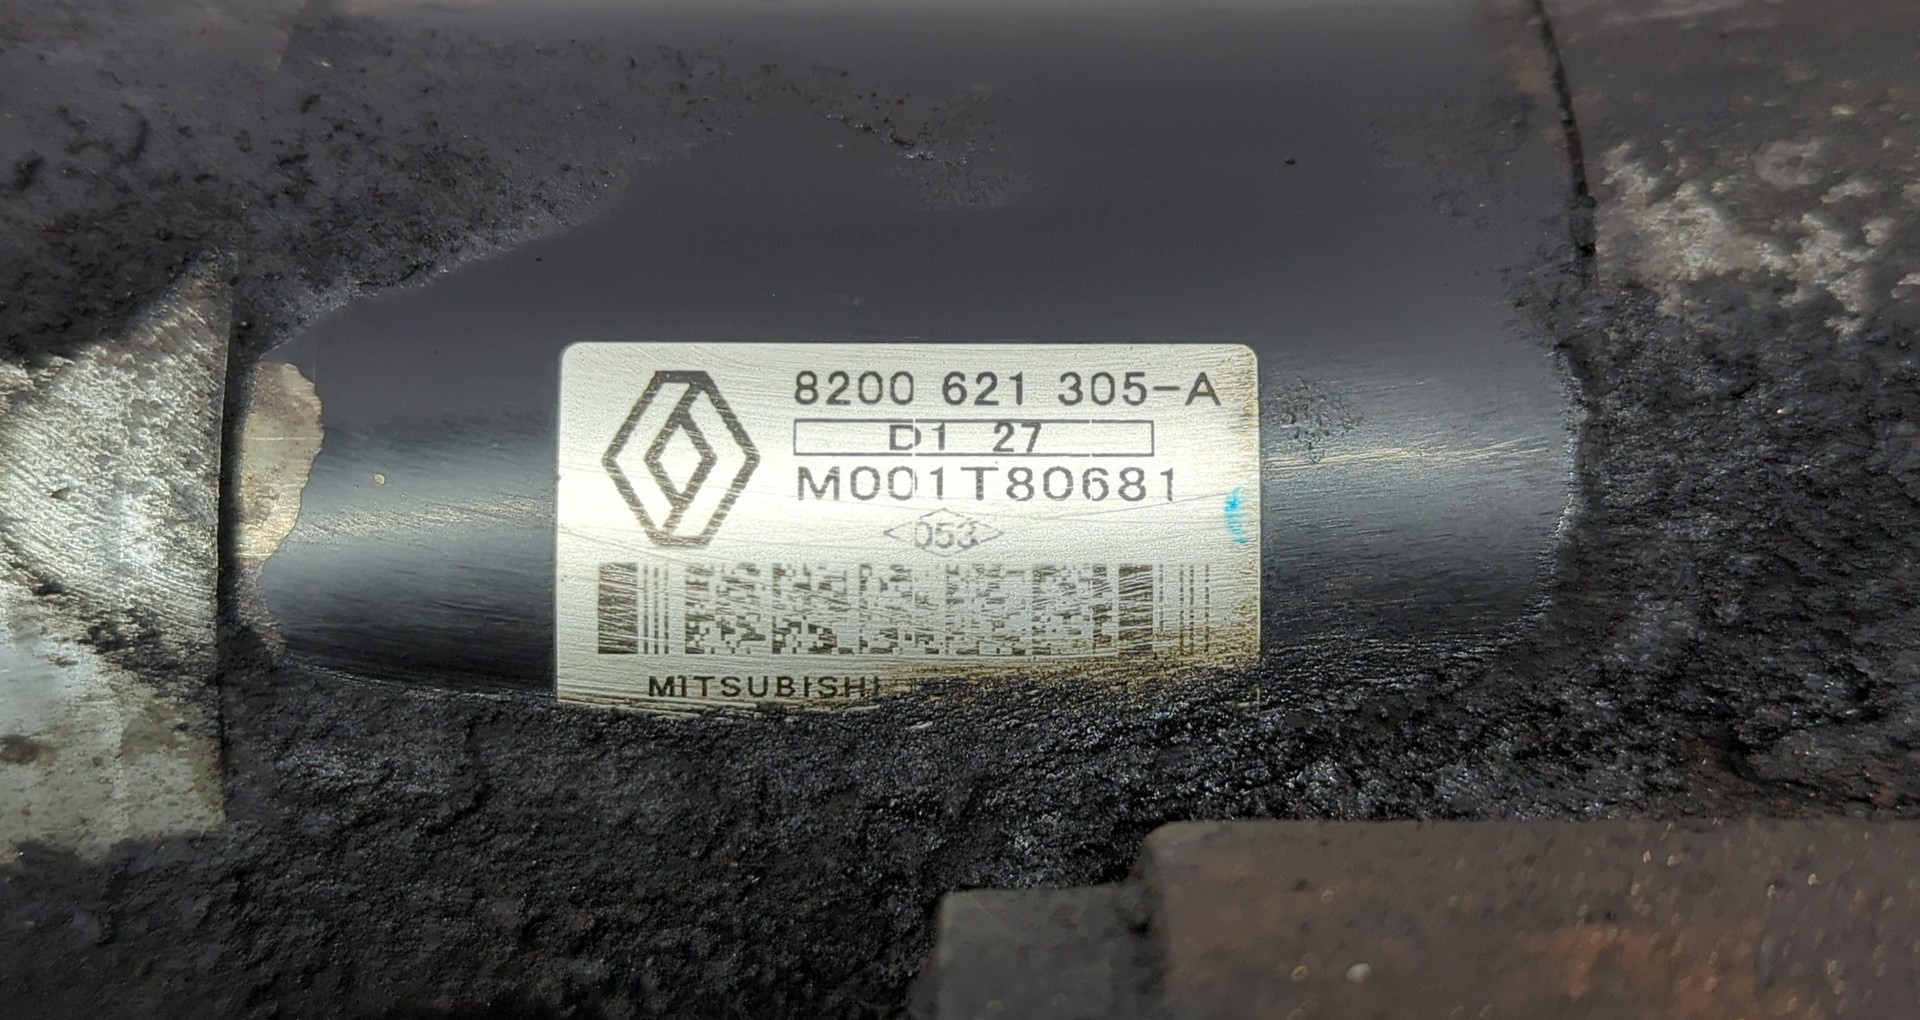 8200 621 305-A
D1 27
M001T80681
053
MITSUBISHI